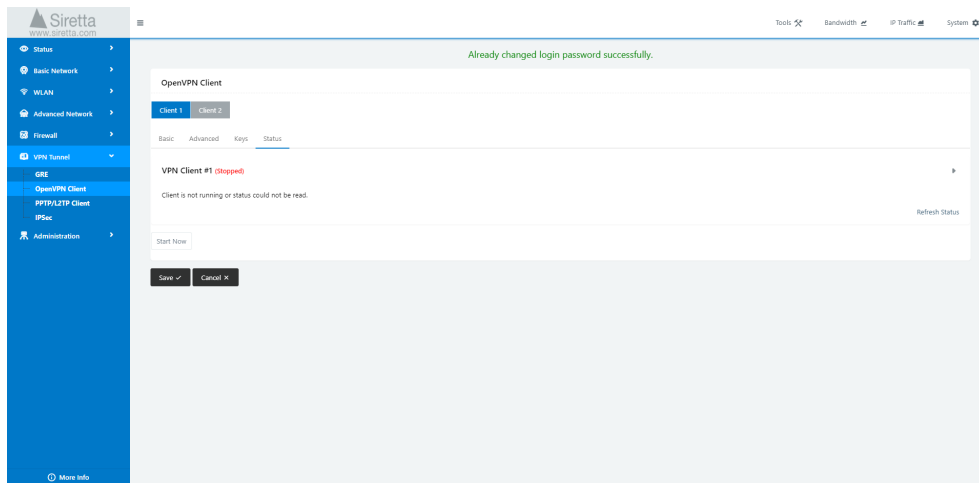 Siretta
www.siretta.com
Tools
Bandwidth
IP Traffic
System
Status
Basic Network
WLAN
Advanced Network
Firewall
VPN Tunnel
GRE
OpenVPN Client
PPTP/L2TP Client
IPSec
Administration
More Info
Already changed login password successfully.
OpenVPN Client
Client 1 Client 2
Basic Advanced Keys Status
VPN Client #1 (Stopped)
Client is not running or status could not be read.
Refresh Status
Start Now
Save Cancel